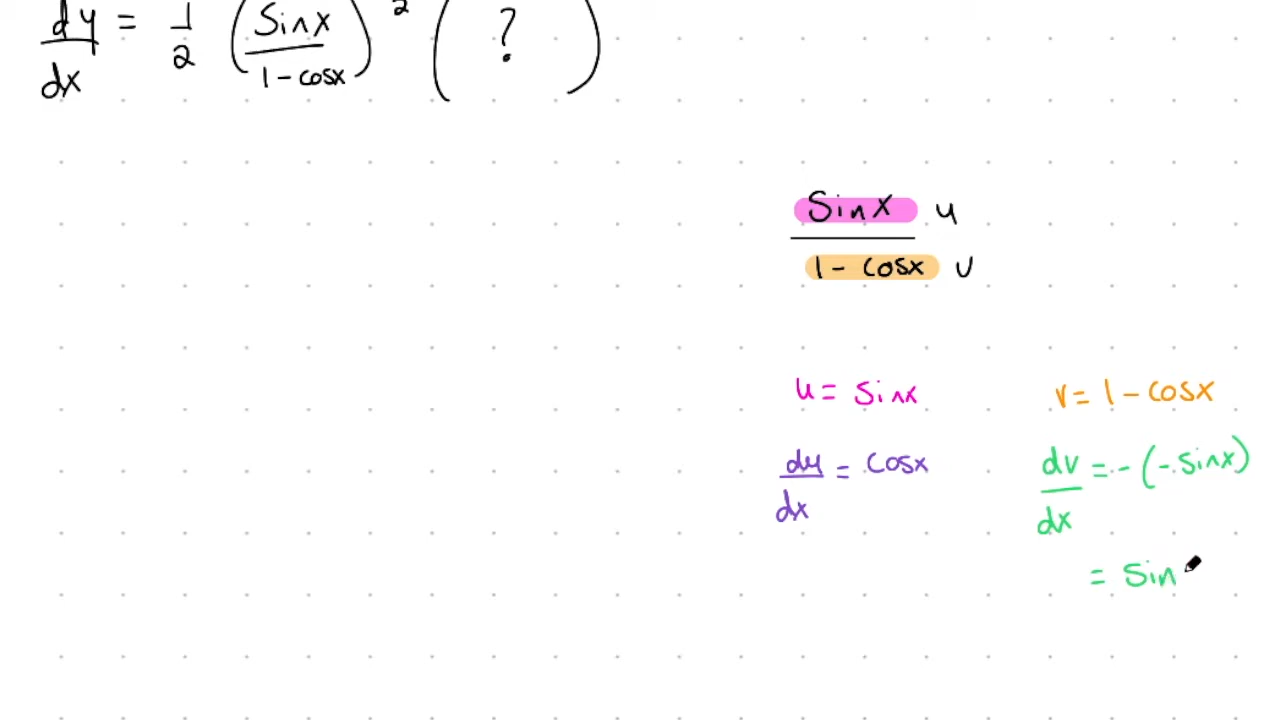 dy/dx = 1/2 (Sinx/1-cosx) 2 (?)
Sinx u
1 - cosx v
u = Sinx v = 1 - cosx
du/dx = cosx dv/dx = - (-sinx)
= Sin